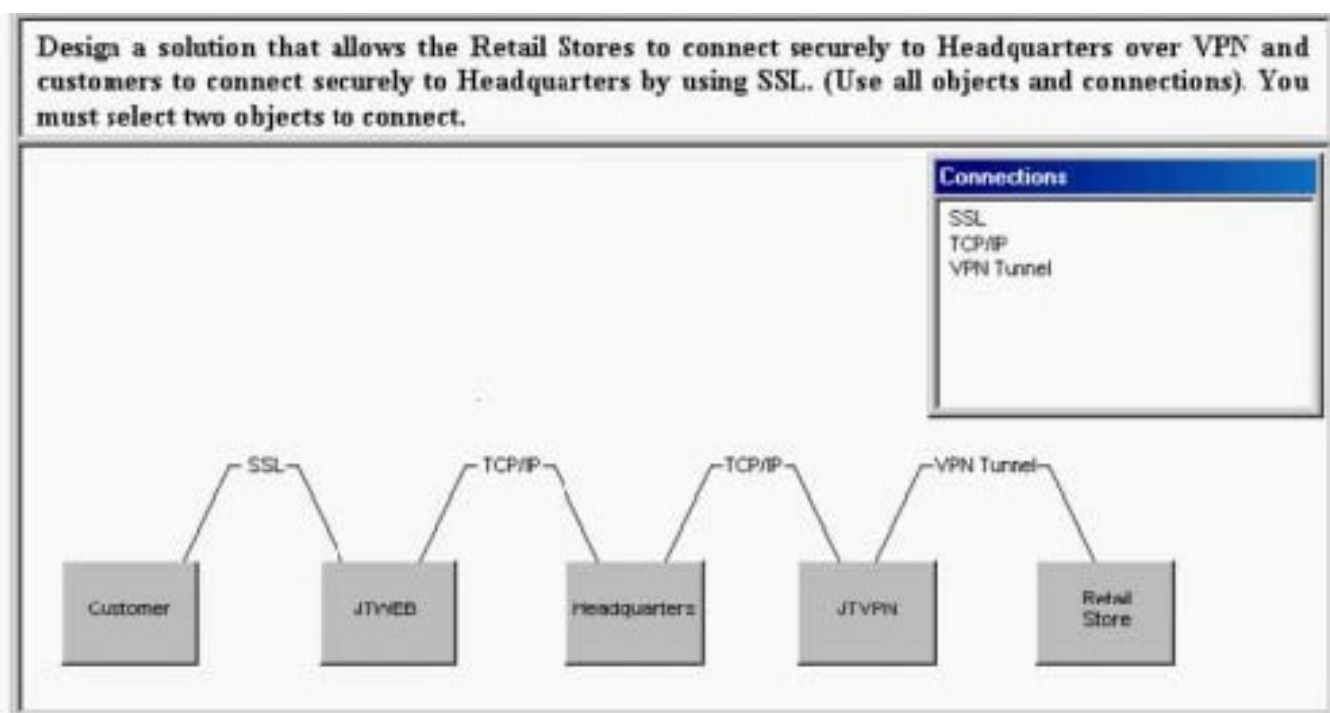 Design a solution that allows the Retail Stores to connect securely to Headquarters over VPN and
customers to connect securely to Headquarters by using SSL. (Use all objects and connections). You
must select two objects to connect.
Connections
SSL
TCP/IP
VPN Tunnel
SSL
TCP/IP
TCP/IP
VPN Tunnel
Customer
JTWEB
Headquarters
JTVPN
Retail
Store